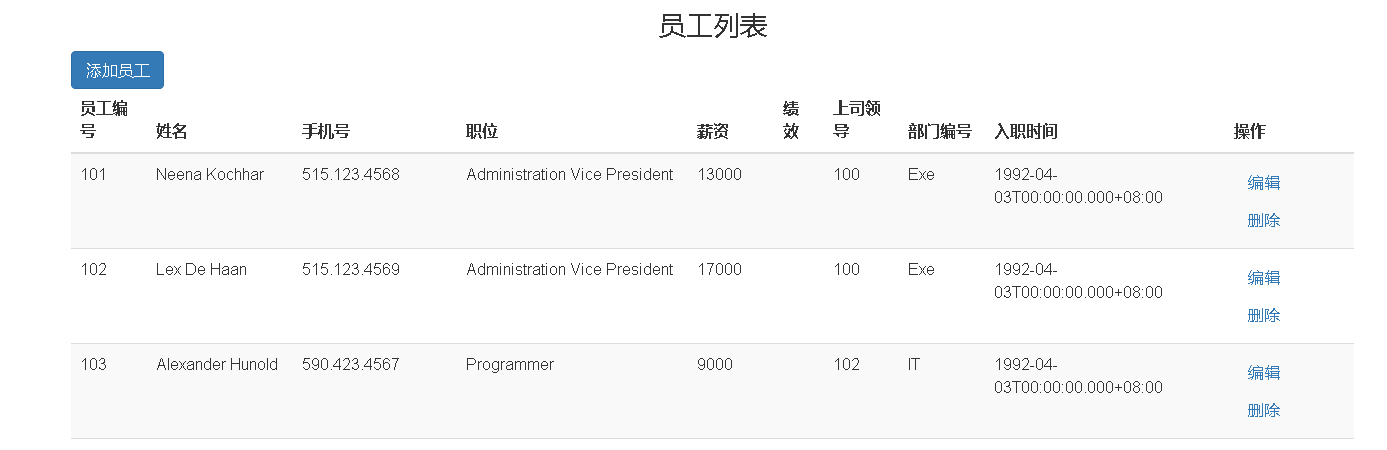 员工列表
添加员工
员工编号 姓名 手机号 职位 薪资 绩效 上司领导 部门编号 入职时间 操作
101 Neena Kochhar 515.123.4568 Administration Vice President 13000 100 Exe 1992-04-03T00:00:00.000+08:00 编辑
删除
102 Lex De Haan 515.123.4569 Administration Vice President 17000 100 Exe 1992-04-03T00:00:00.000+08:00 编辑
删除
103 Alexander Hunold 590.423.4567 Programmer 9000 102 IT 1992-04-03T00:00:00.000+08:00 编辑
删除